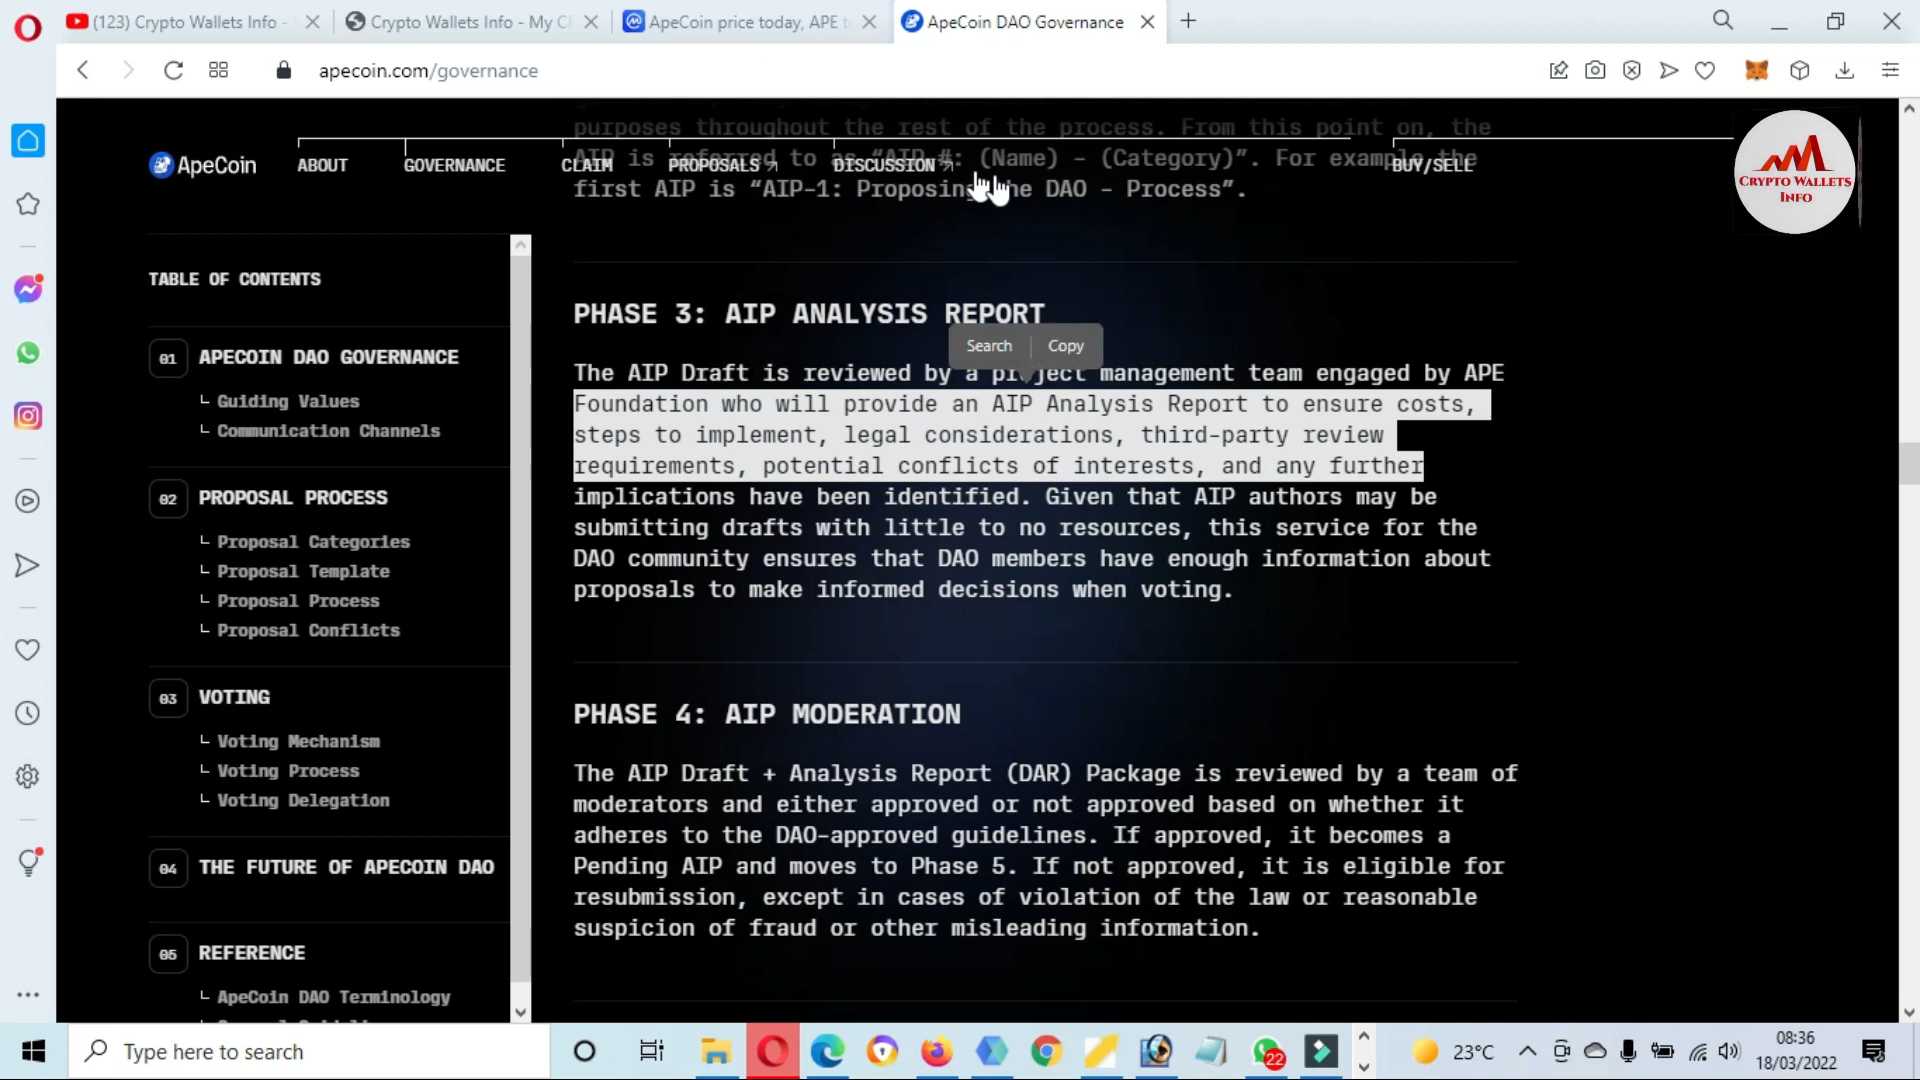 (123) Crypto Wallets Info -
Crypto Wallets Info - My C
ApeCoin price today, APE t
ApeCoin DAO Governance
apecoin.com/governance
purposes throughout the rest of the process. From this point on, the
AIP is referred to as “AIP-#: (Name) - (Category)”. For example the
first AIP is “AIP-1: Proposing the DAO - Process”.
ApeCoin
ABOUT
GOVERNANCE
CLAIM
PROPOSALS
DISCUSSION
BUY/SELL
CRYPTO WALLETS
INFO
TABLE OF CONTENTS
01 APECOIN DAO GOVERNANCE
Guiding Values
Communication Channels
02 PROPOSAL PROCESS
Proposal Categories
Proposal Template
Proposal Process
Proposal Conflicts
03 VOTING
Voting Mechanism
Voting Process
Voting Delegation
04 THE FUTURE OF APECOIN DAO
05 REFERENCE
ApeCoin DAO Terminology
PHASE 3: AIP ANALYSIS REPORT
Search Copy
The AIP Draft is reviewed by a project management team engaged by APE
Foundation who will provide an AIP Analysis Report to ensure costs,
steps to implement, legal considerations, third-party review
requirements, potential conflicts of interests, and any further
implications have been identified. Given that AIP authors may be
submitting drafts with little to no resources, this service for the
DAO community ensures that DAO members have enough information about
proposals to make informed decisions when voting.
PHASE 4: AIP MODERATION
The AIP Draft + Analysis Report (DAR) Package is reviewed by a team of
moderators and either approved or not approved based on whether it
adheres to the DAO-approved guidelines. If approved, it becomes a
Pending AIP and moves to Phase 5. If not approved, it is eligible for
resubmission, except in cases of violation of the law or reasonable
suspicion of fraud or other misleading information.
Type here to search
22
23°C
08:36
18/03/2022